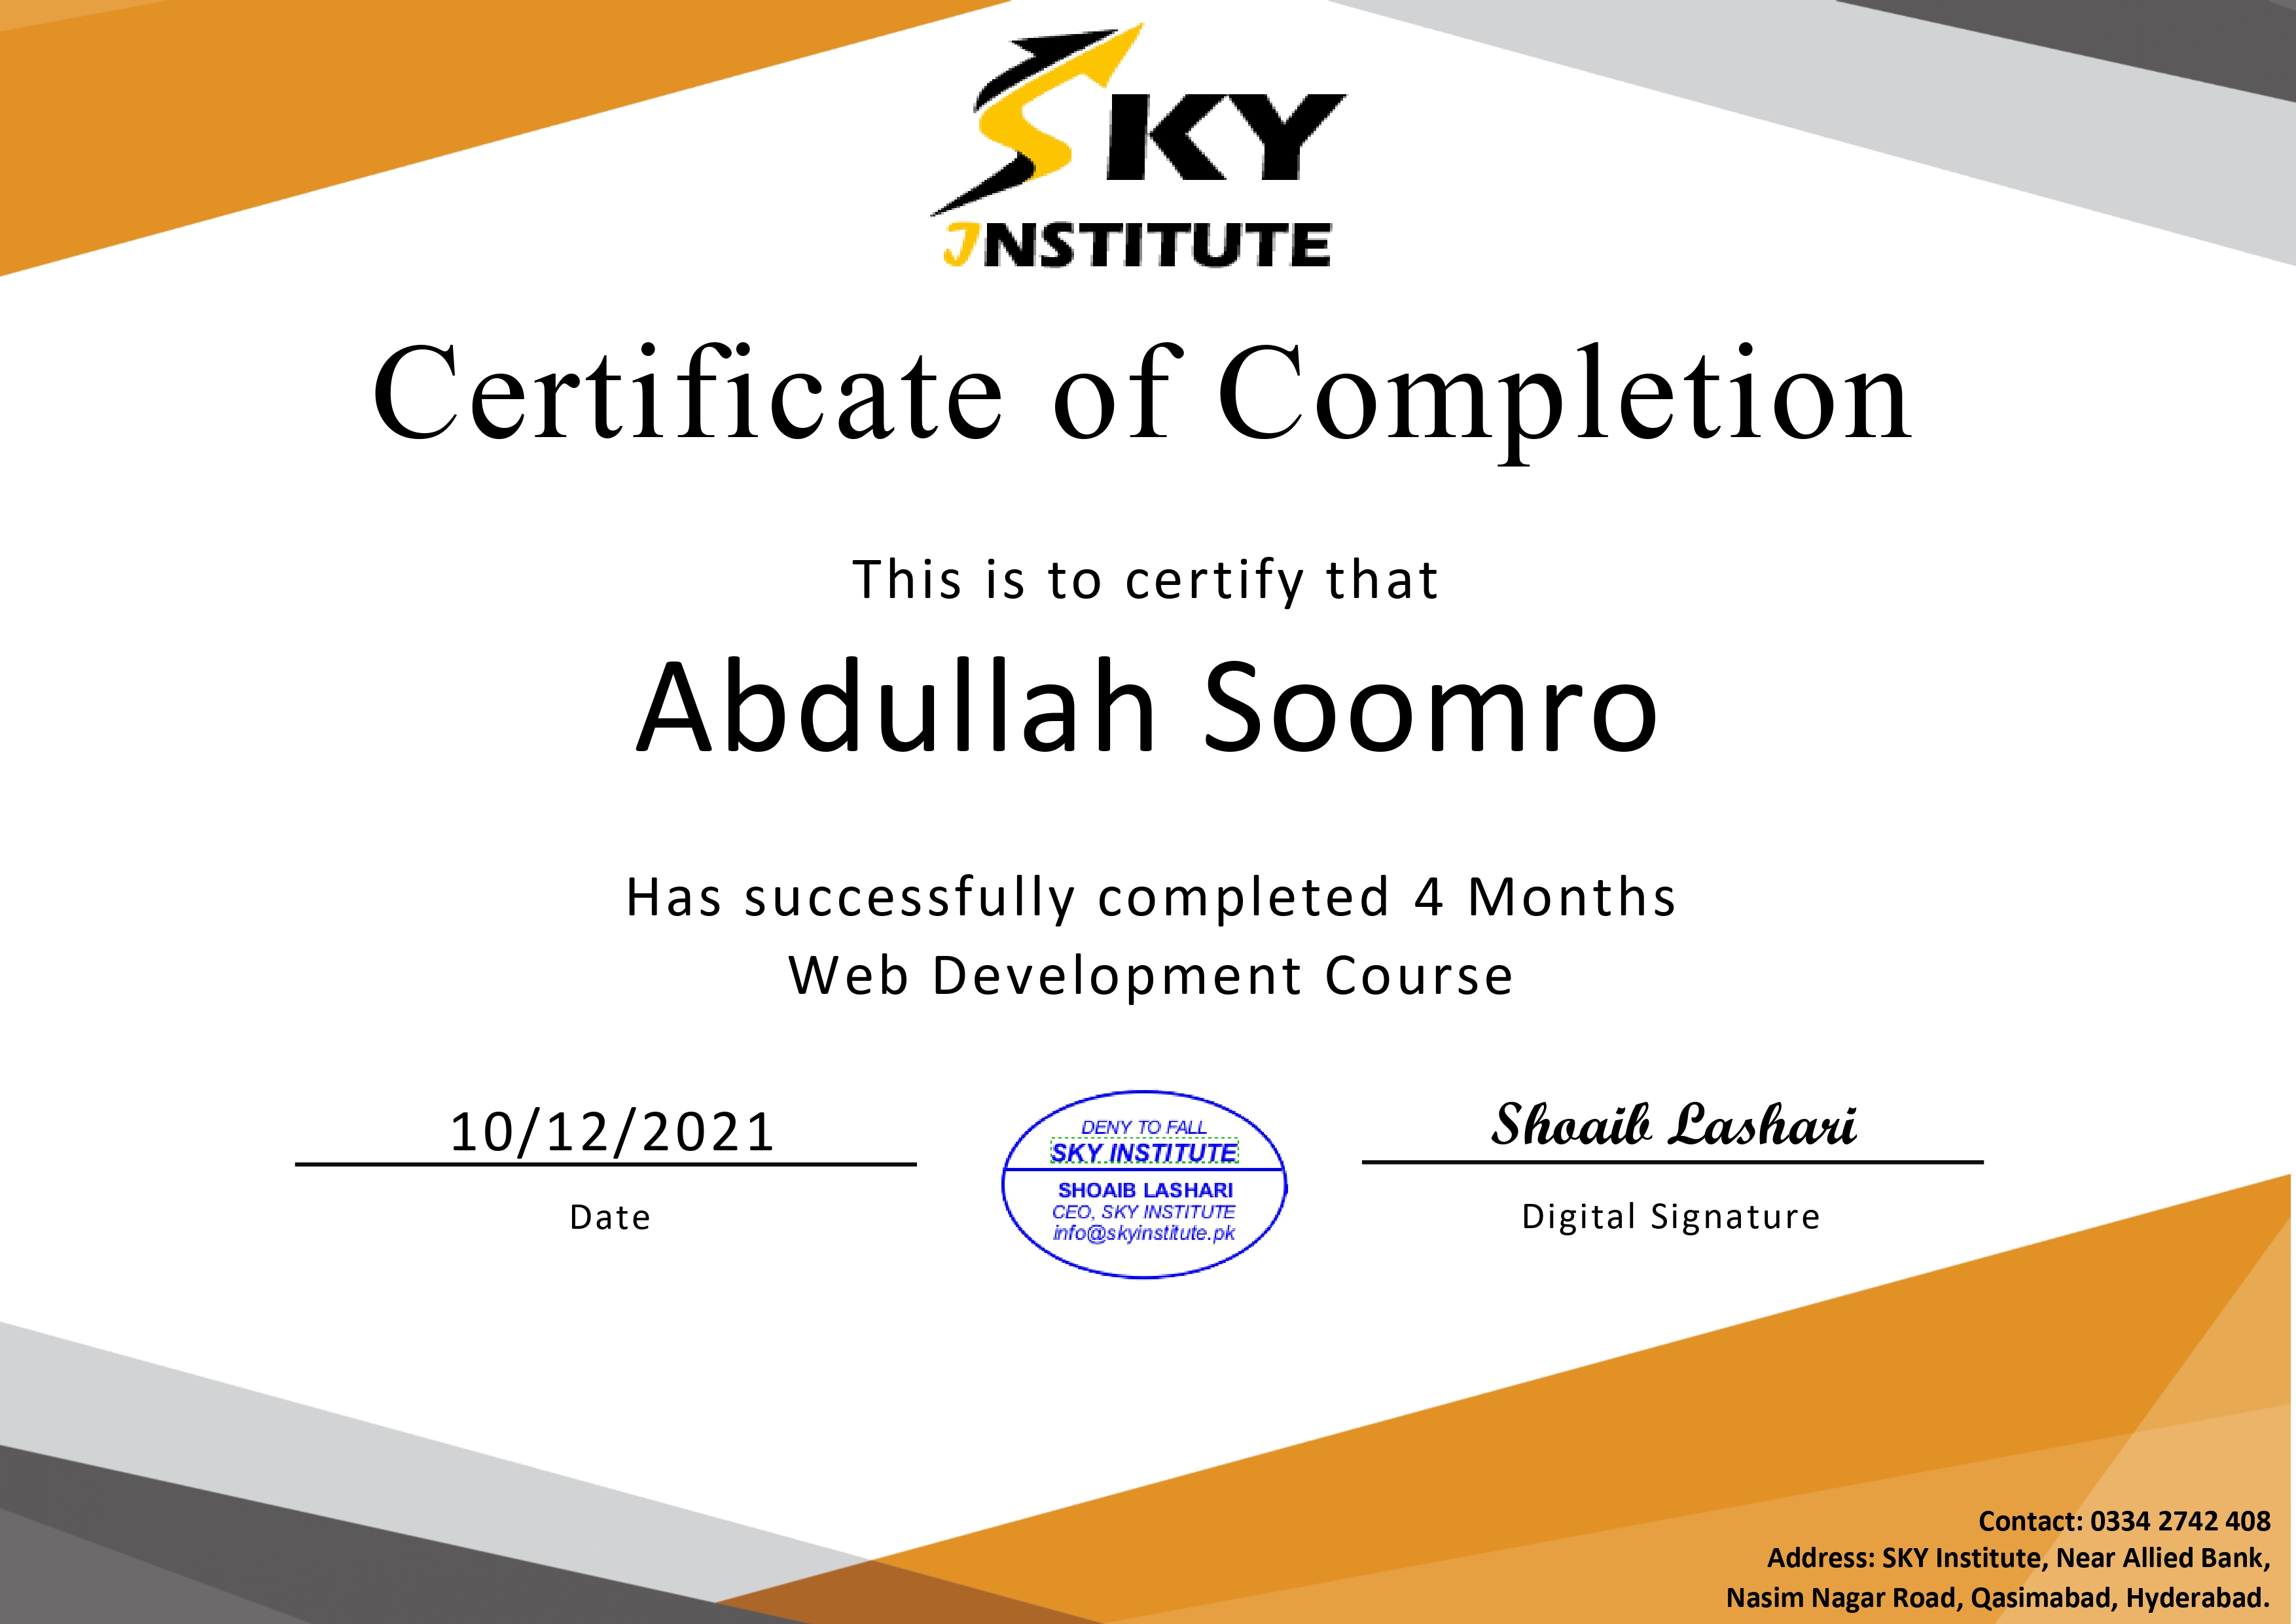 SKY
INSTITUTE
Certificate of Completion
This is to certify that
Abdullah Soomro
Has successfully completed 4 Months
Web Development Course
10/12/2021
Date
DENY TO FALL
SKY INSTITUTE
SHOAIB LASHARI
CEO, SKY INSTITUTE
info@skyinstitute.pk
Shoaib Lashari
Digital Signature
Contact: 0334 2742 408
Address: SKY Institute, Near Allied Bank,
Nasim Nagar Road, Qasimabad, Hyderabad.